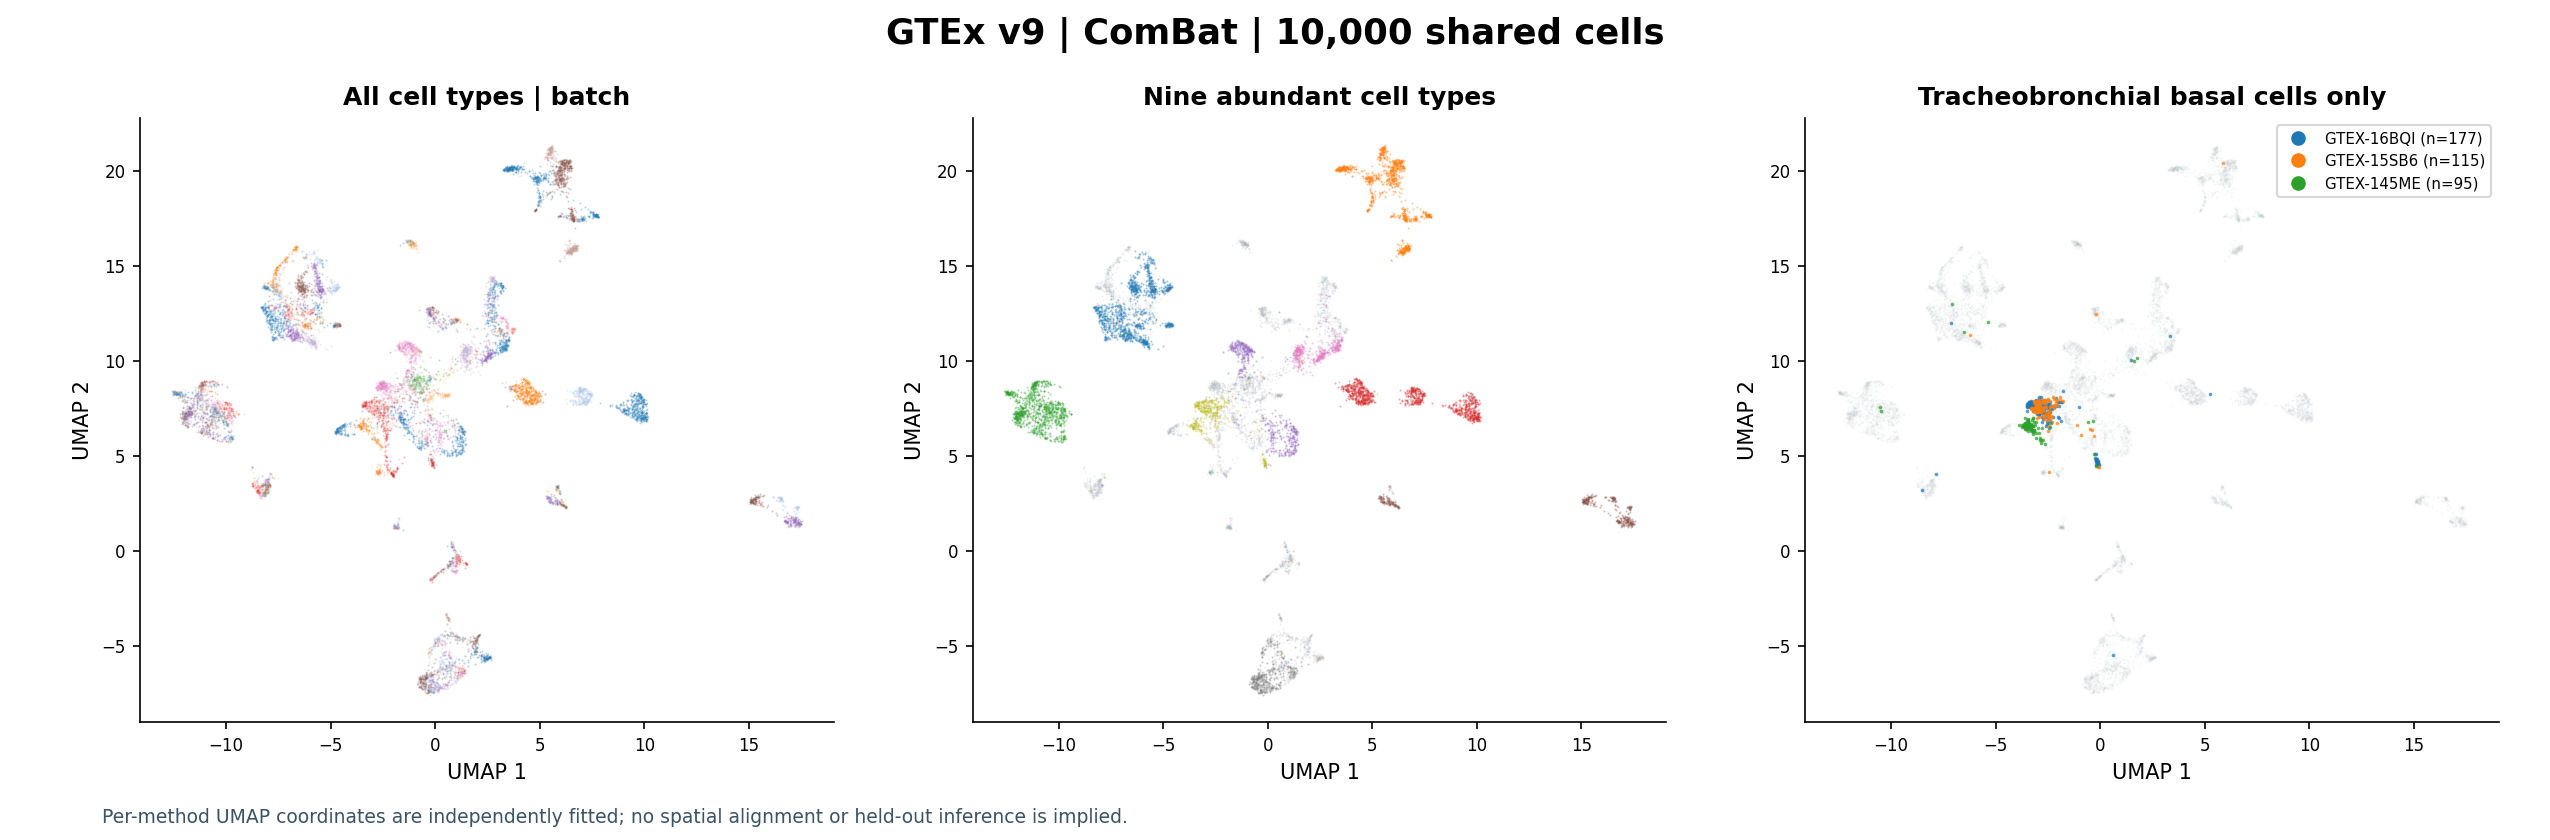 GTEx v9 | ComBat | 10,000 shared cells
All cell types | batch
20
15
10
5
0
−5
−10
−5
0
5
10
15
UMAP 1
UMAP 2
Nine abundant cell types
20
15
10
5
0
−5
−10
−5
0
5
10
15
UMAP 1
UMAP 2
Tracheobronchial basal cells only
GTEX-16BQI (n=177)
GTEX-15SB6 (n=115)
GTEX-145ME (n=95)
20
15
10
5
0
−5
−10
−5
0
5
10
15
UMAP 1
UMAP 2
Per-method UMAP coordinates are independently fitted; no spatial alignment or held-out inference is implied.